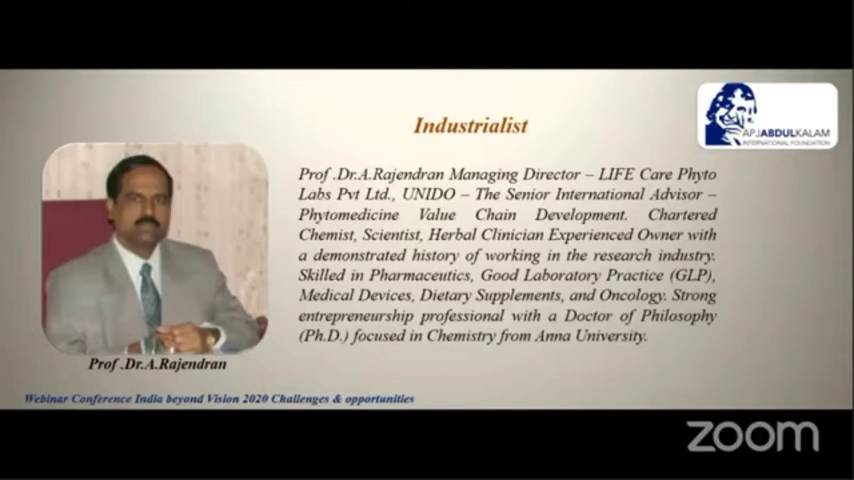 Industrialist
APJABDULKALAM
INTERNATIONAL FOUNDATION
Prof .Dr.A.Rajendran Managing Director – LIFE Care Phyto
Labs Pvt Ltd., UNIDO – The Senior International Advisor –
Phytomedicine Value Chain Development. Chartered
Chemist, Scientist, Herbal Clinician Experienced Owner with
a demonstrated history of working in the research industry.
Skilled in Pharmaceutics, Good Laboratory Practice (GLP),
Medical Devices, Dietary Supplements, and Oncology. Strong
entrepreneurship professional with a Doctor of Philosophy
(Ph.D.) focused in Chemistry from Anna University.
Prof .Dr.A.Rajendran
Webinar Conference India beyond Vision 2020 Challenges & opportunities
zoom